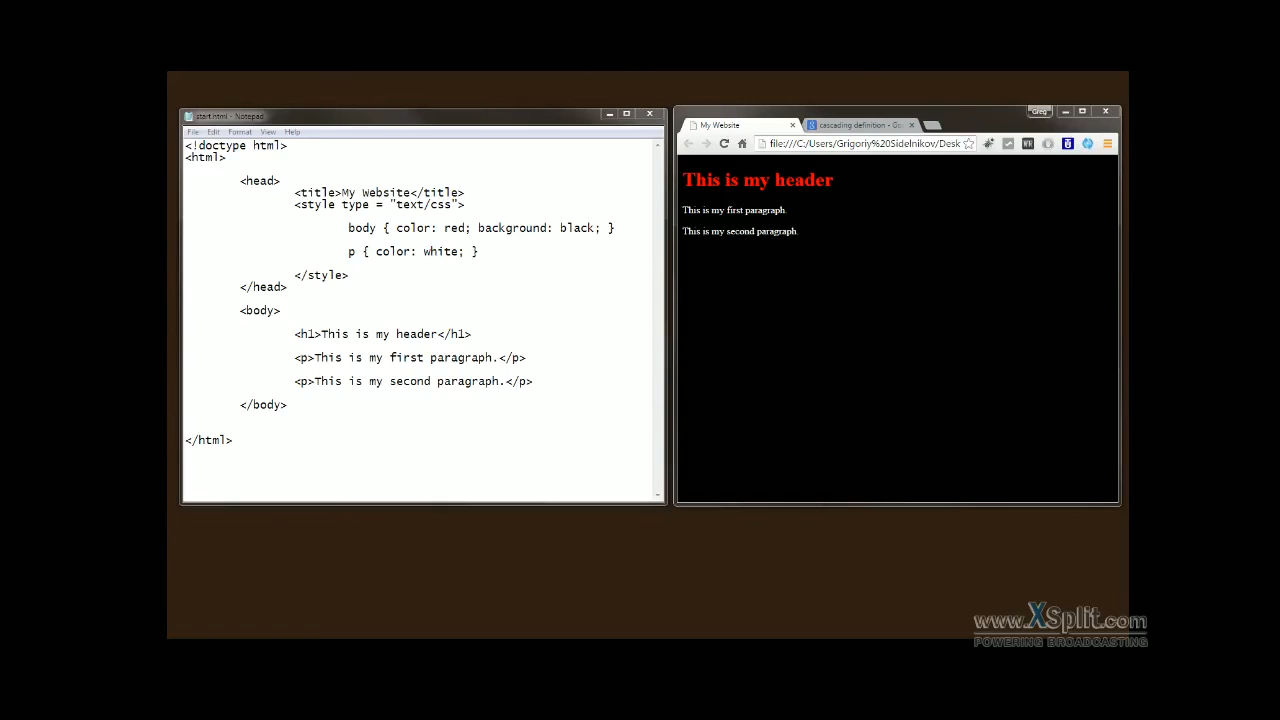 start.html - Notepad
File Edit Format View Help
<!doctype html>
<html>
<head>
<title>My Website</title>
<style type = "text/css">
body { color: red; background: black; }
p { color: white; }
</style>
</head>
<body>
<h1>This is my header</h1>
<p>This is my first paragraph.</p>
<p>This is my second paragraph.</p>
</body>
</html>
Greg
My Website
cascading definition - Go
file:///C:/Users/Grigoriy%20Sidelnikov/Desk
WR
This is my header
This is my first paragraph.
This is my second paragraph.
www.XSplit.com
POWERING BROADCASTING